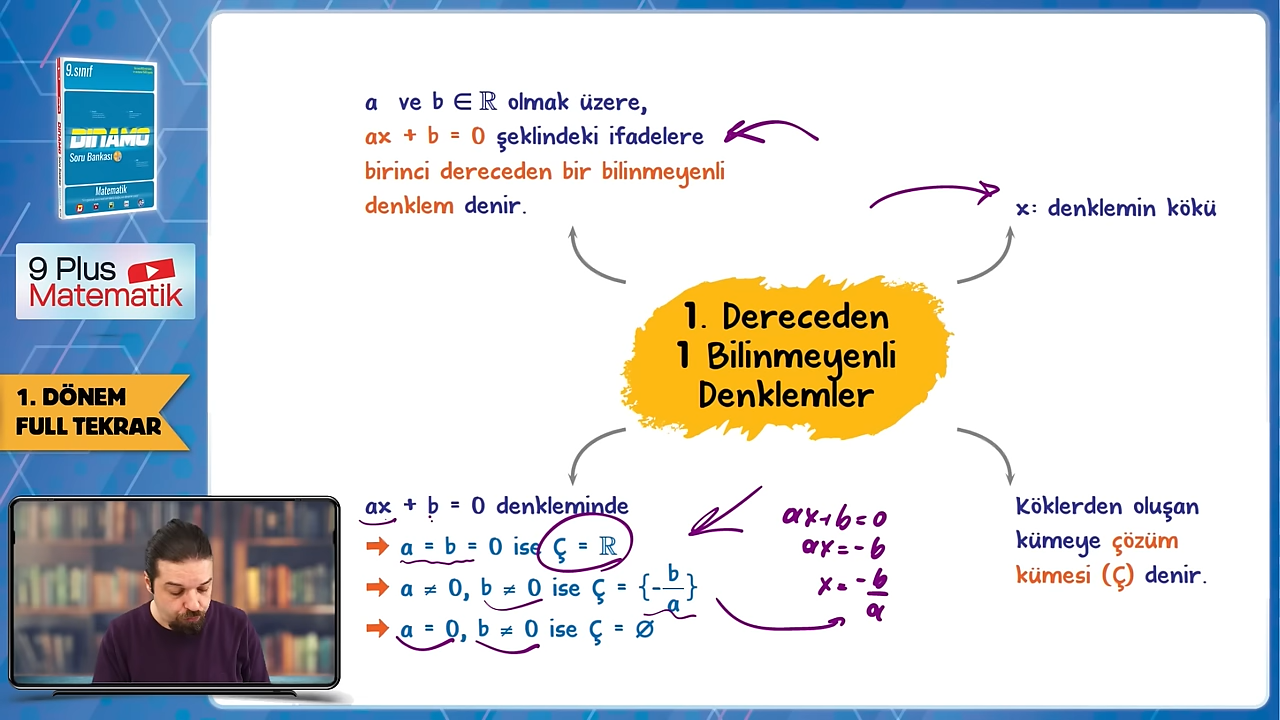 9.sınıf
DINAMO
Soru Bankası
Matematik
9 Plus
Matematik
1. DÖNEM
FULL TEKRAR
a ve b ∈ ℝ olmak üzere,
ax + b = 0 şeklindeki ifadelere
birinci dereceden bir bilinmeyenli
denklem denir.
x: denklemin kökü
1. Dereceden
1 Bilinmeyenli
Denklemler
ax + b = 0 denkleminde
➡ a = b = 0 ise Ç = ℝ
➡ a ≠ 0, b ≠ 0 ise Ç = {-b/a}
➡ a = 0, b ≠ 0 ise Ç = Ø
ax+b=0
ax=-b
x=-b/a
Köklerden oluşan
kümeye çözüm
kümesi (Ç) denir.